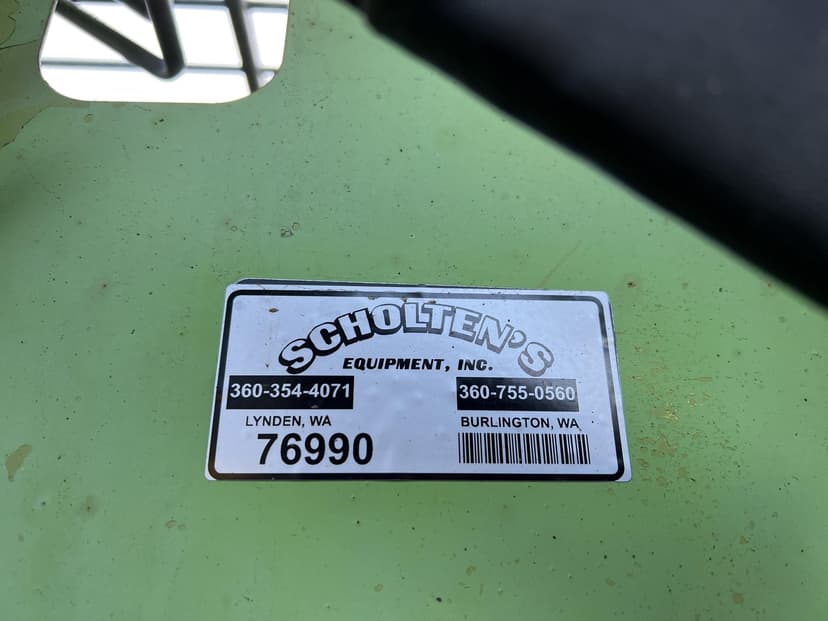 SCHOLTEN'S
EQUIPMENT, INC.
360-354-4071 360-755-0560
LYNDEN, WA BURLINGTON, WA
76990